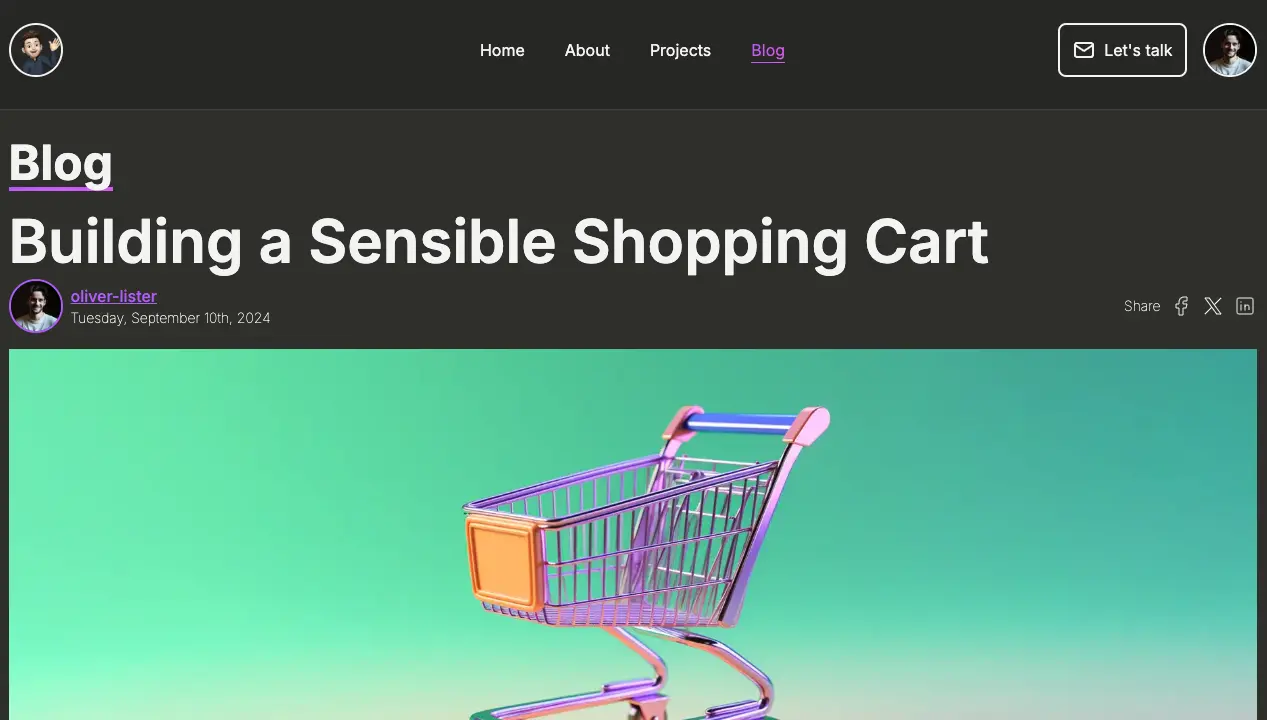 Home
About
Projects
Blog
Let's talk
Blog
Building a Sensible Shopping Cart
oliver-lister
Tuesday, September 10th, 2024
Share